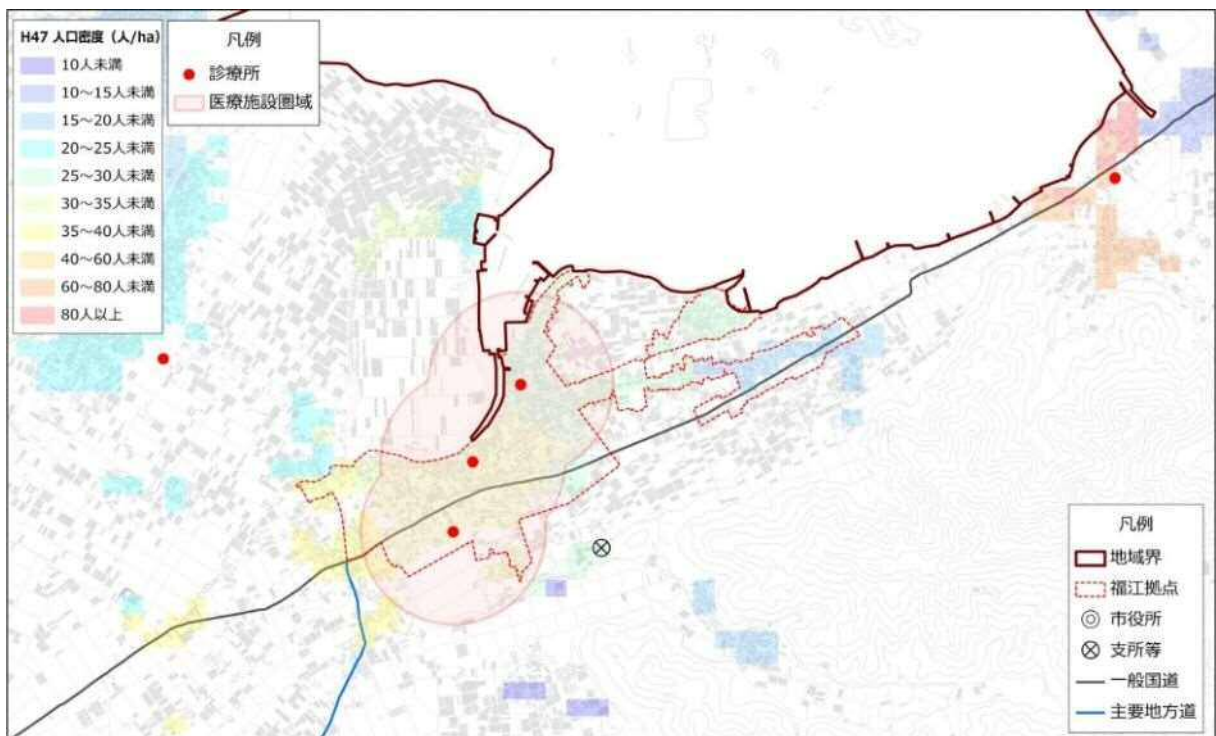 H47 人口密度（人/ha）
10人未満
10～15人未満
15～20人未満
20～25人未満
25～30人未満
30～35人未満
35～40人未満
40～60人未満
60～80人未満
80人以上
凡例
診療所
医療施設圏域
凡例
地域界
福江拠点
市役所
支所等
一般国道
主要地方道